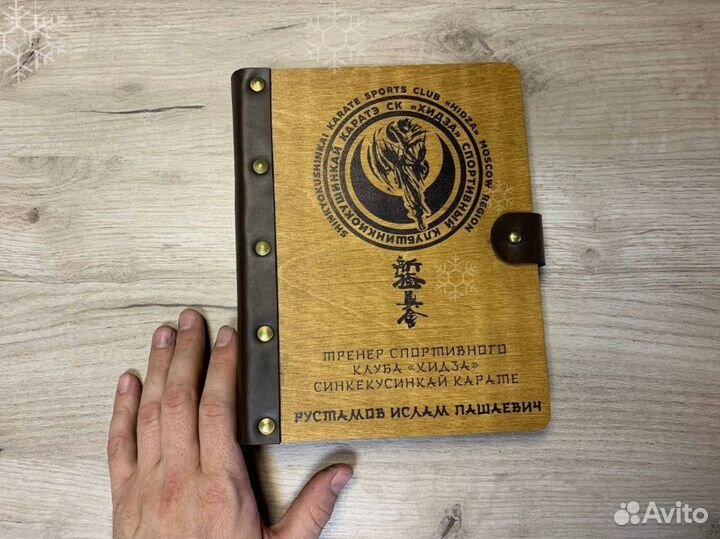 SHINKYOKUSHINKAI KARATE SPORTS CLUB «HIDZA» MOSCOW REGION
СПОРТИВНЫЙ КЛУБ ШИНКИОКУШИНКАЙ КАРАТЭ СК «ХИДЗА»
新
極
真
会
ТРЕНЕР СПОРТИВНОГО
КЛУБА «ХИДЗА»
СИНКЕКУСИНКАЙ КАРАТЕ
РУСТАМОВ ИСЛАМ ПАШАЕВИЧ
Avito